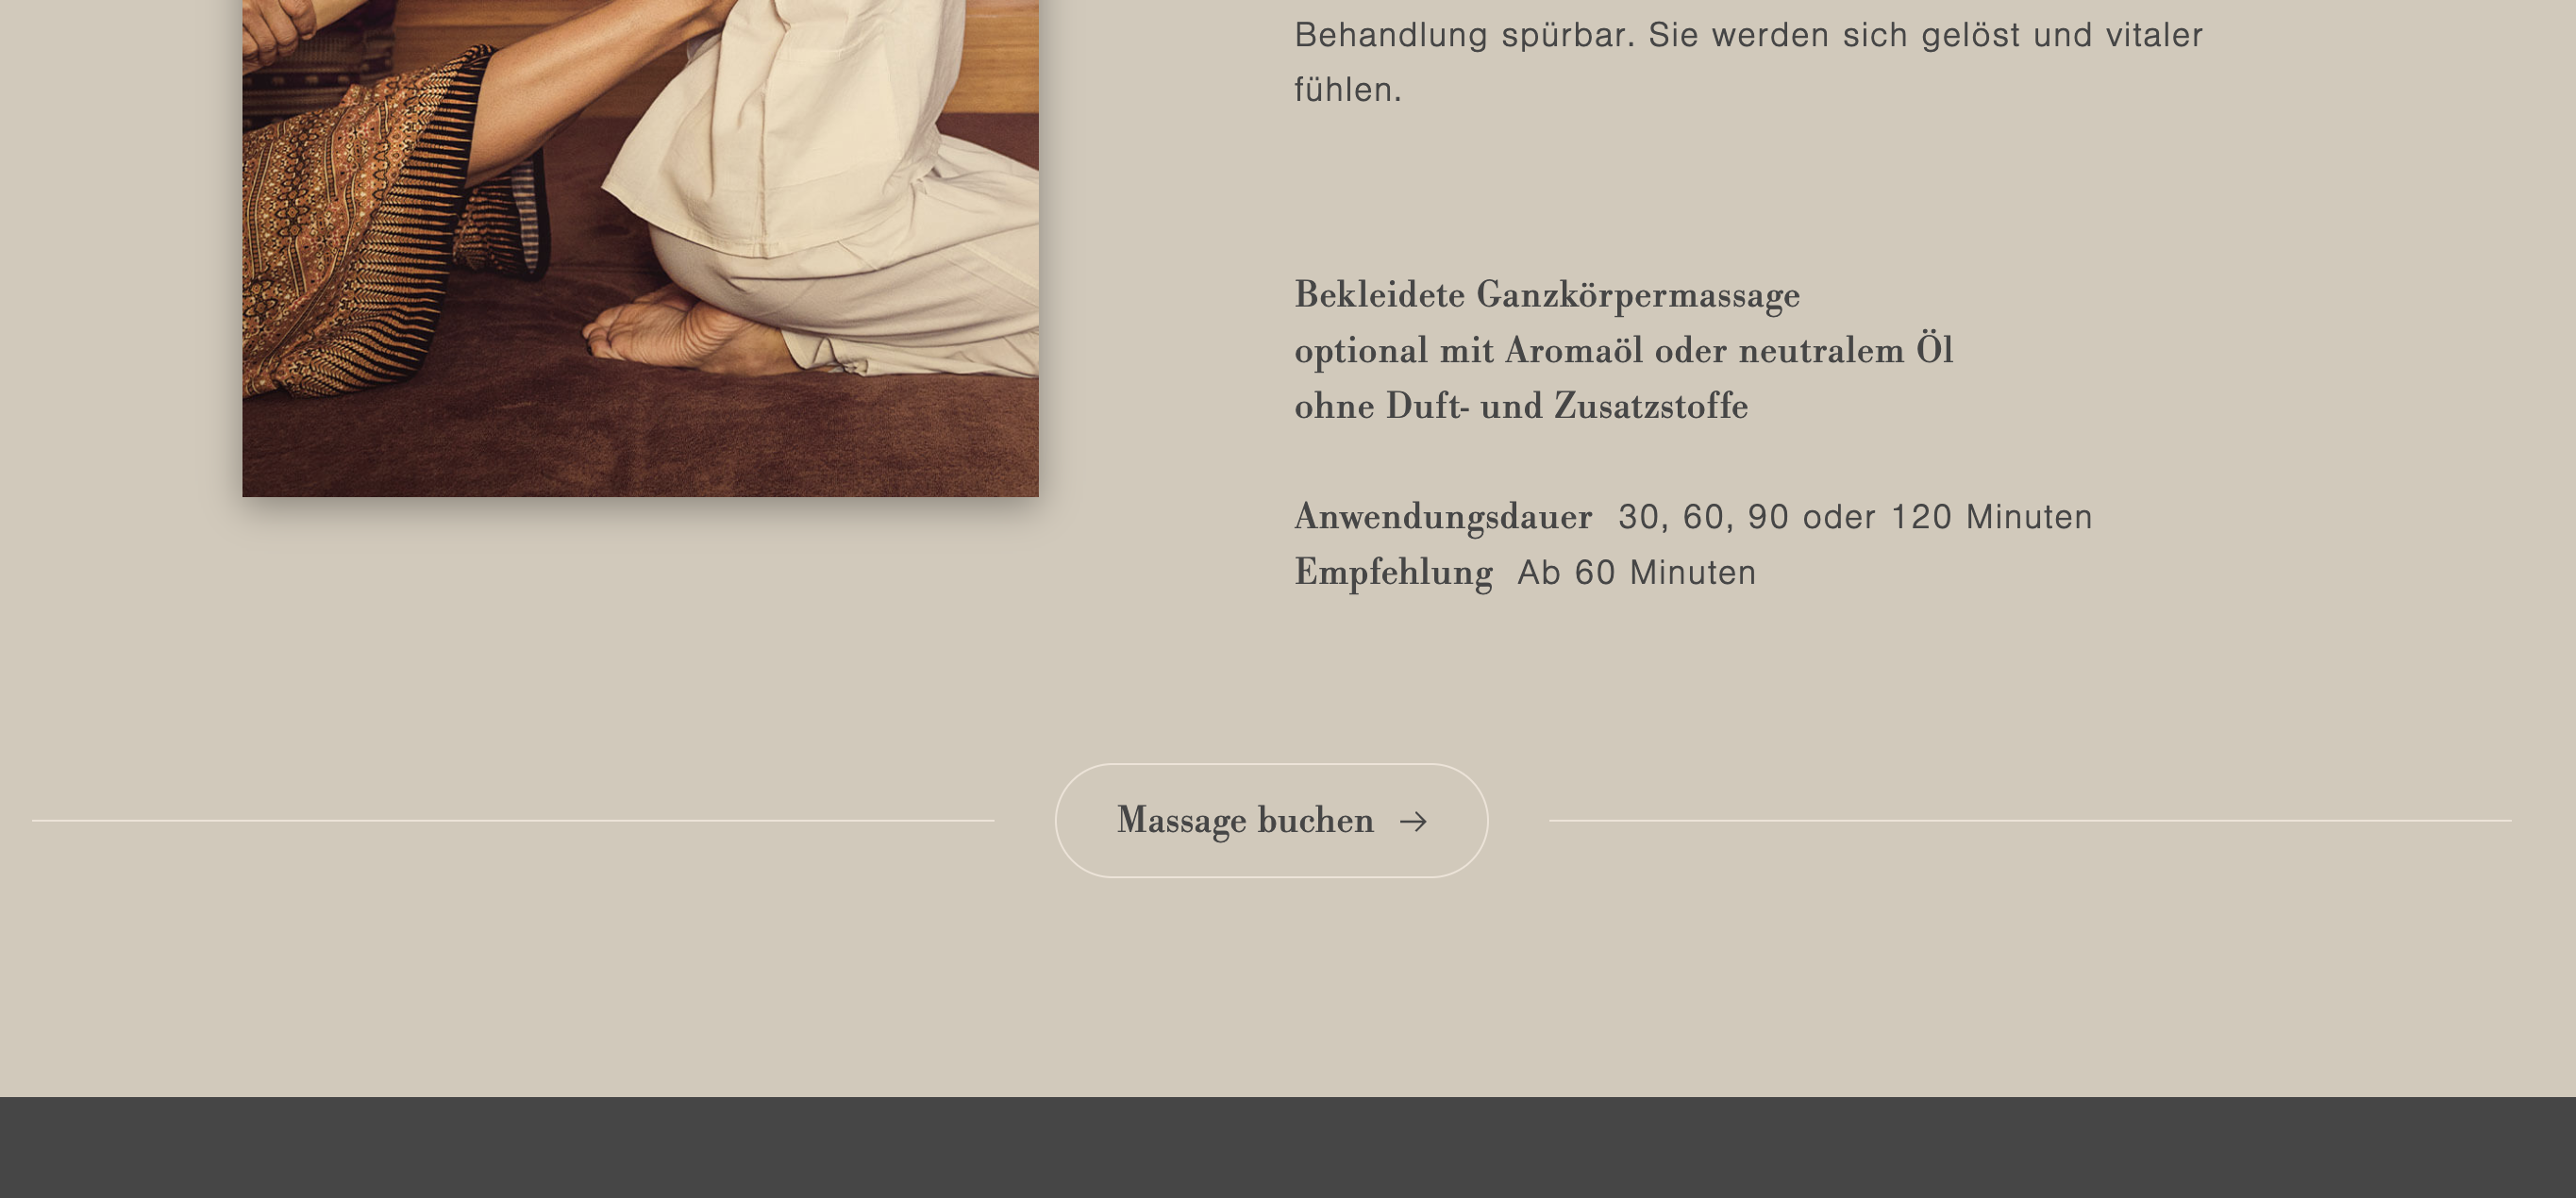 Behandlung spürbar. Sie werden sich gelöst und vitaler
fühlen.
Bekleidete Ganzkörpermassage
optional mit Aromaöl oder neutralem Öl
ohne Duft- und Zusatzstoffe
Anwendungsdauer 30, 60, 90 oder 120 Minuten
Empfehlung Ab 60 Minuten
Massage buchen →